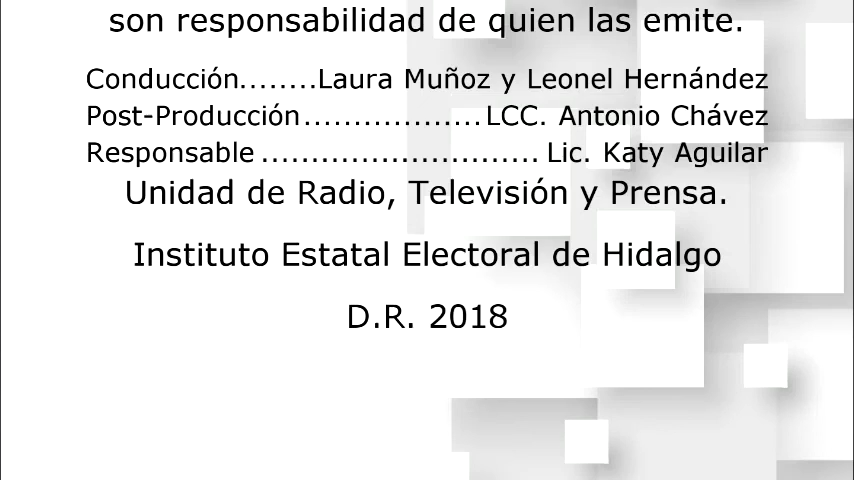 son responsabilidad de quien las emite.
Conducción........Laura Muñoz y Leonel Hernández
Post-Producción...................LCC. Antonio Chávez
Responsable ............................ Lic. Katy Aguilar
Unidad de Radio, Televisión y Prensa.
Instituto Estatal Electoral de Hidalgo
D.R. 2018